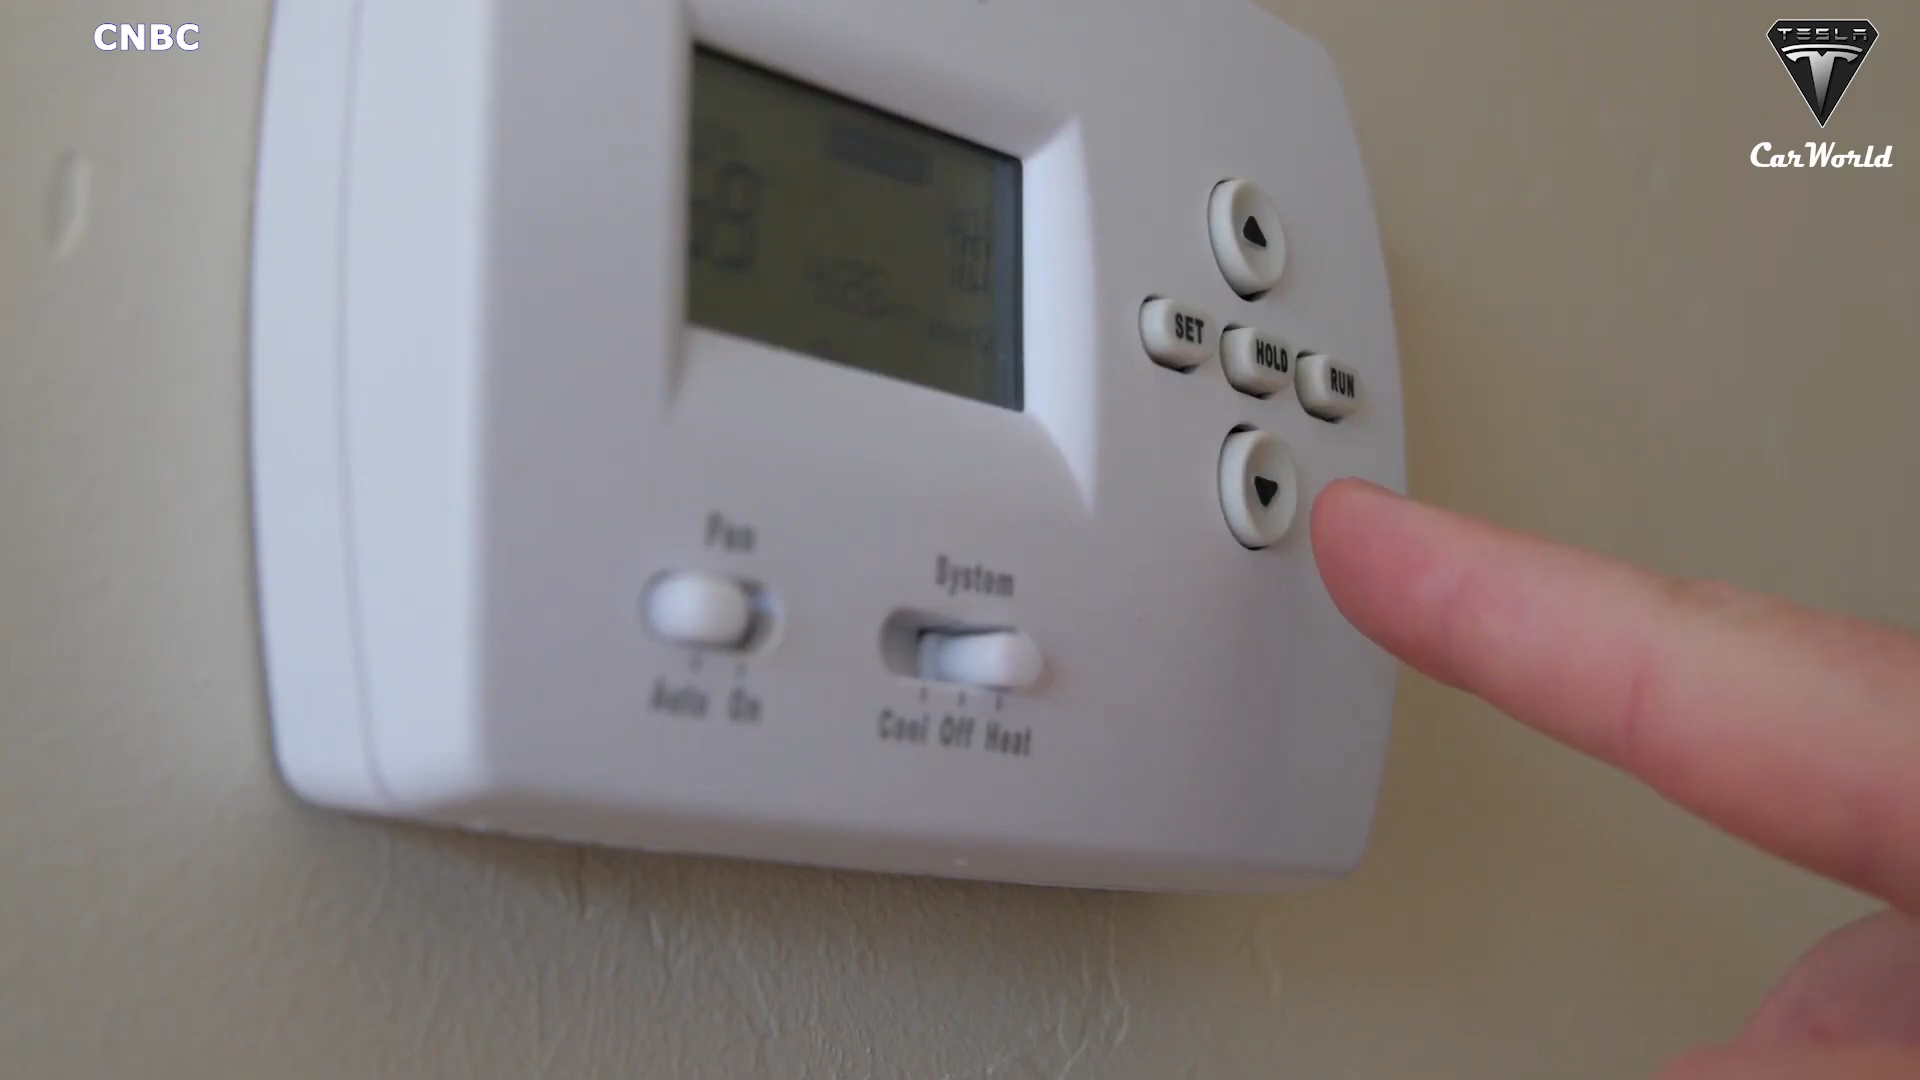 CNBC
TESLA
CarWorld
SET
HOLD
RUN
Fan
System
Auto On
Cool Off Heat